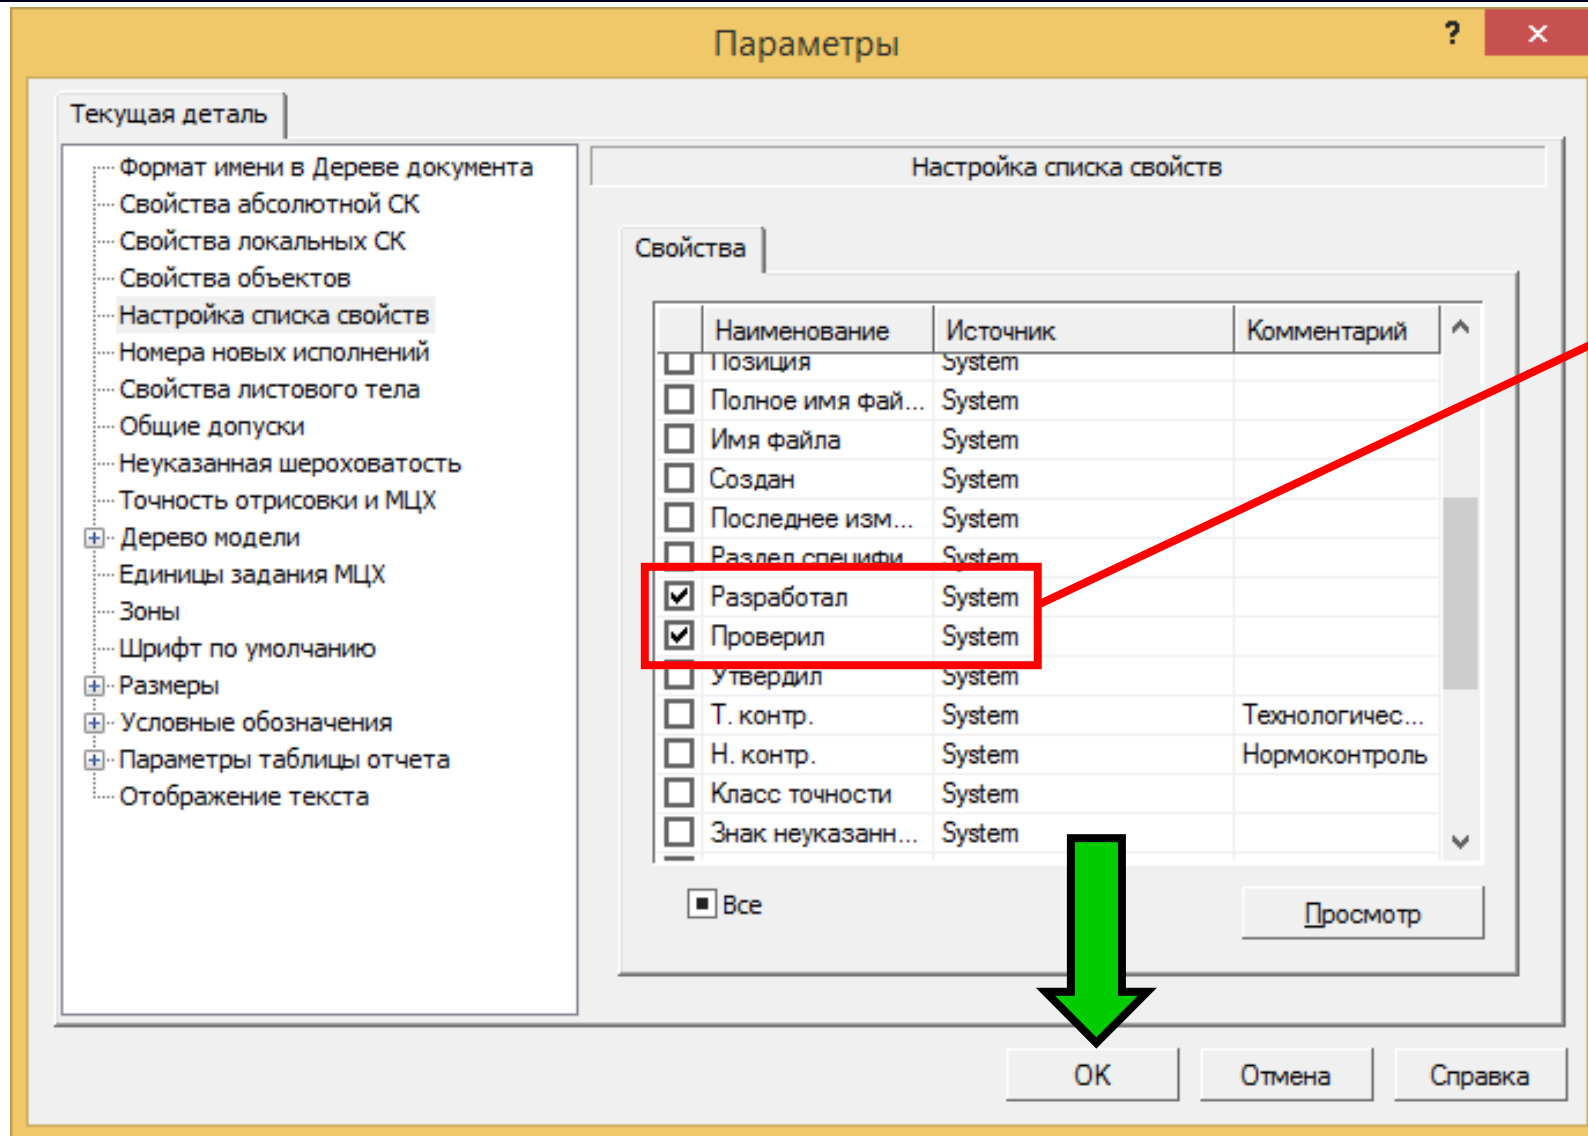 Параметры
?
Текущая деталь
Формат имени в Дереве документа
Свойства абсолютной СК
Свойства локальных СК
Свойства объектов
Настройка списка свойств
Номера новых исполнений
Свойства листового тела
Общие допуски
Неуказанная шероховатость
Точность отрисовки и МЦХ
Дерево модели
Единицы задания МЦХ
Зоны
Шрифт по умолчанию
Размеры
Условные обозначения
Параметры таблицы отчета
Отображение текста
Настройка списка свойств
Свойства
Наименование Источник Комментарий
Позиция System
Полное имя фай... System
Имя файла System
Создан System
Последнее изм... System
Раздел специфи System
Разработал System
Проверил System
Утвердил System
Т. контр. System Технологичес...
Н. контр. System Нормоконтроль
Класс точности System
Знак неуказанн... System
Все
Просмотр
ОК Отмена Справка